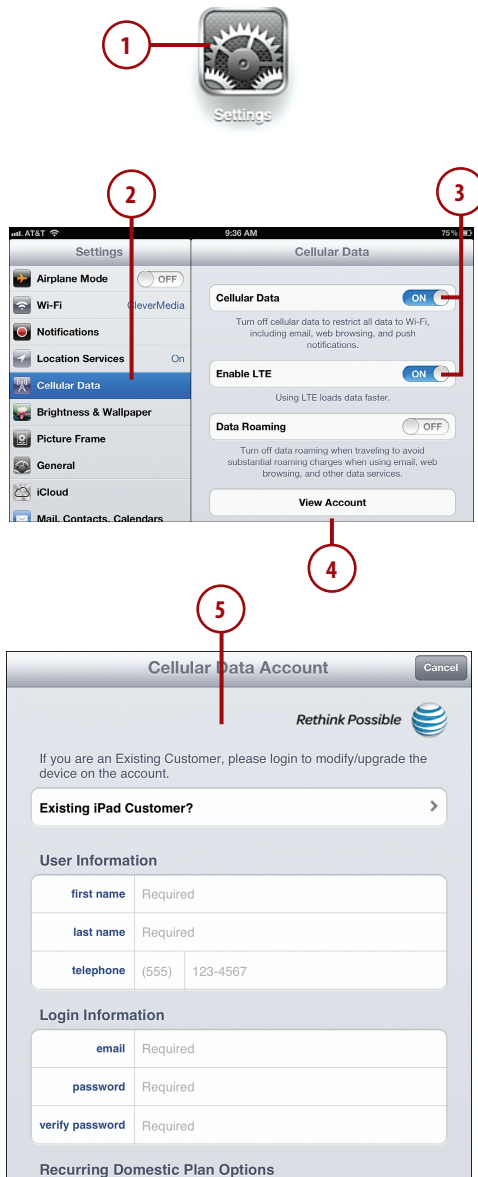 1
Settings
2
3
AT&T 9:36 AM 75%
Settings
Cellular Data
Airplane Mode OFF
Wi-Fi CleverMedia
Notifications
Location Services On
Cellular Data
Brightness & Wallpaper
Picture Frame
General
iCloud
Mail, Contacts, Calendars
Cellular Data ON
Turn off cellular data to restrict all data to Wi-Fi,
including email, web browsing, and push
notifications.
Enable LTE ON
Using LTE loads data faster.
Data Roaming OFF
Turn off data roaming when traveling to avoid
substantial roaming charges when using email, web
browsing, and other data services.
View Account
4
5
Cellular Data Account
Cancel
Rethink Possible
If you are an Existing Customer, please login to modify/upgrade the
device on the account.
Existing iPad Customer?
User Information
first name Required
last name Required
telephone (555) 123-4567
Login Information
email Required
password Required
verify password Required
Recurring Domestic Plan Options